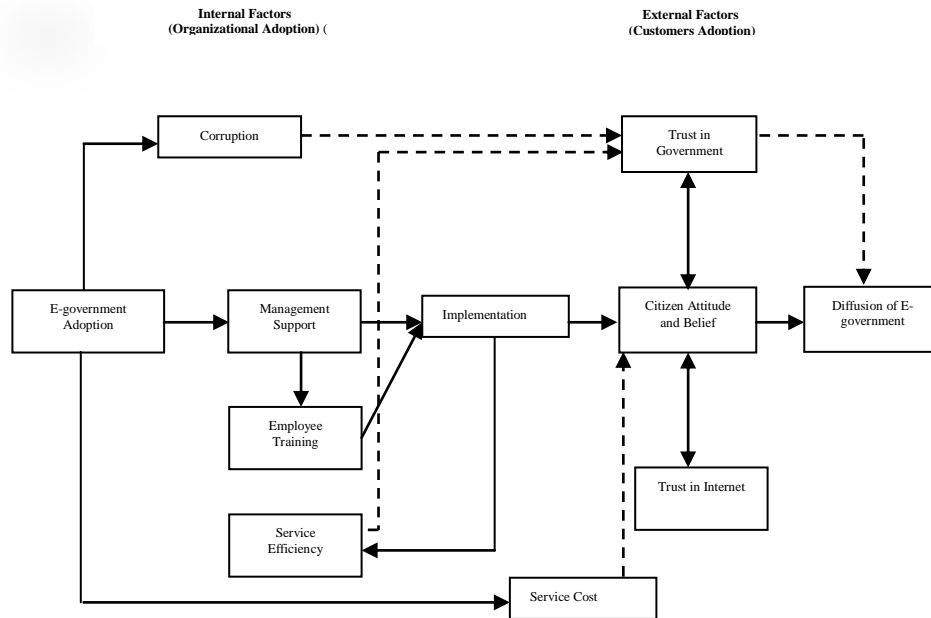 Internal Factors
(Organizational Adoption) (
External Factors
(Customers Adoption)
Corruption
Trust in
Government
E-government
Adoption
Management
Support
Implementation
Citizen Attitude
and Belief
Diffusion of E-
government
Employee
Training
Trust in Internet
Service
Efficiency
Service Cost